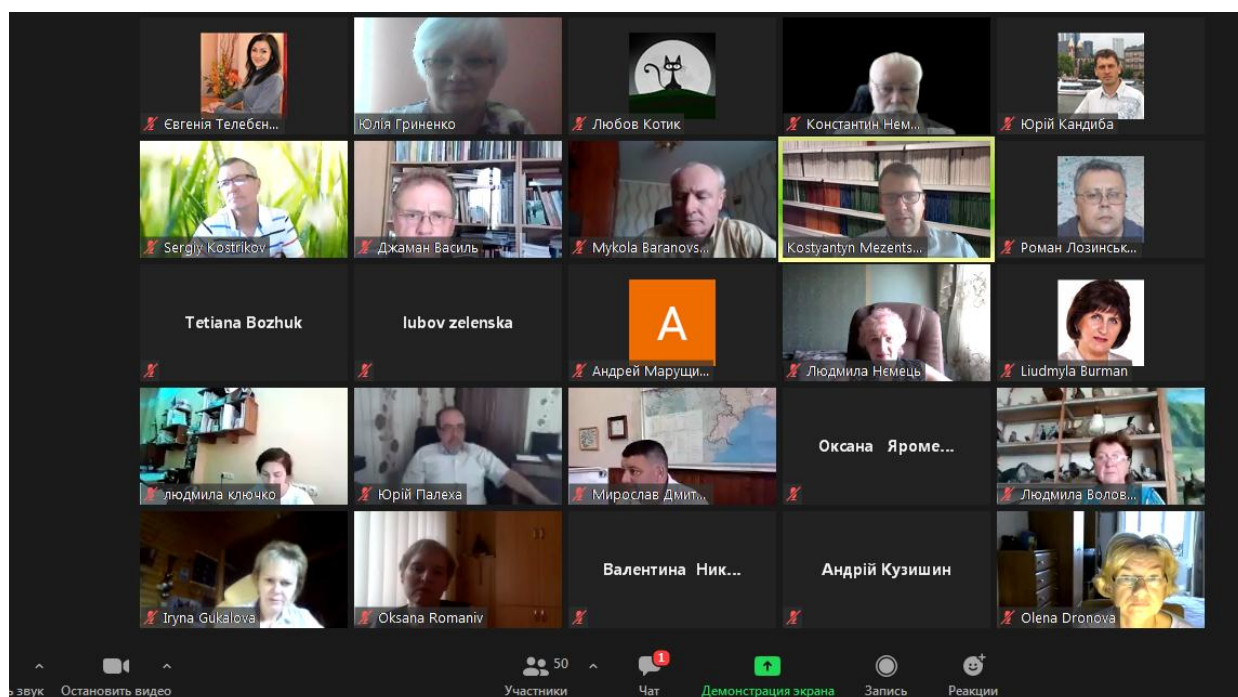 Євгенія Телебєн...
Юлія Гриненко
Любов Котик
Константин Нем...
Юрій Кандиба
Sergiy Kostrikov
Джаман Василь
Mykola Baranovs...
Kostyantyn Mezents...
Роман Лозинськ...
Tetiana Bozhuk
lubov zelenska
А
Андрей Марущи...
Людмила Нємець
Liudmyla Burman
людмила ключко
Юрій Палеха
Мирослав Дмит...
Оксана Яроме...
Людмила Волов...
Iryna Gukalova
Oksana Romaniv
Валентина Ник...
Андрій Кузишин
Olena Dronova
50
1
ь звук
Остановить видео
Участники
Чат
Демонстрация экрана
Запись
Реакции